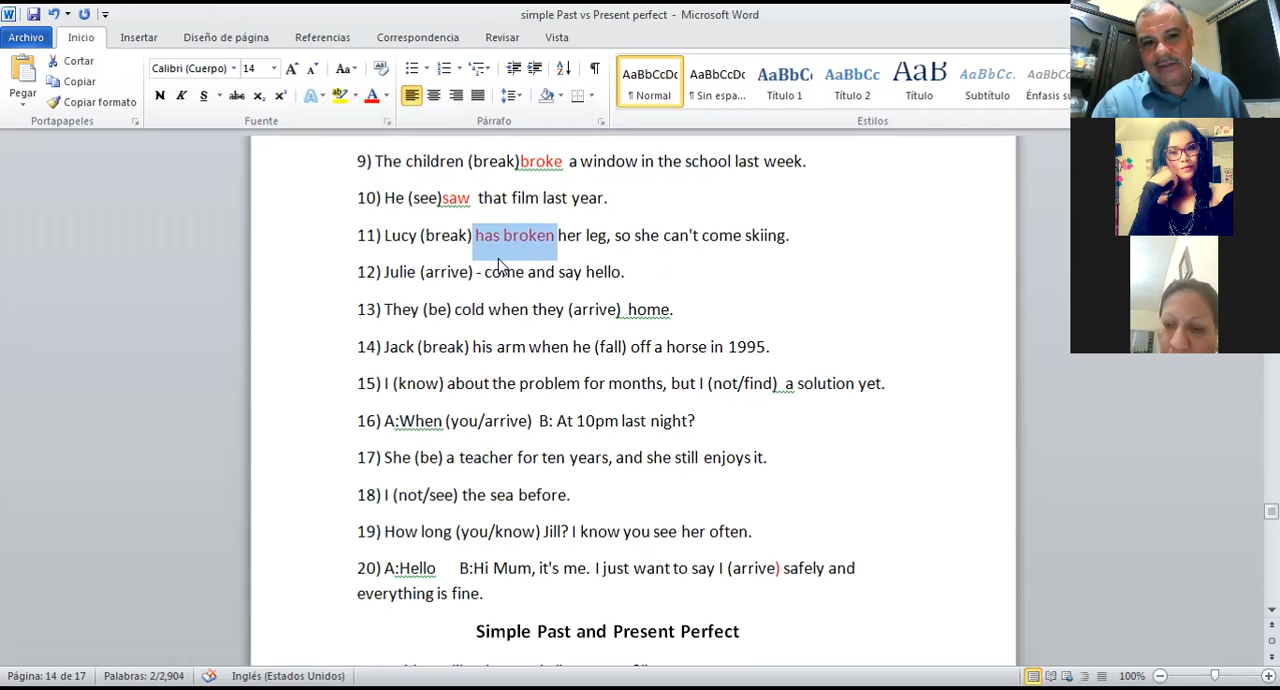 simple Past vs Present perfect - Microsoft Word
Archivo Inicio Insertar Diseño de página Referencias Correspondencia Revisar Vista
Pegar
Cortar
Copiar
Copiar formato
Portapapeles
Calibri (Cuerpo) 14
Fuente
Párrafo
AaBbCcDc AaBbCcDc AaBbC AaBbCc AaB AaBbCc. AaBbCc
¶ Normal ¶ Sin espa... Título 1 Título 2 Título Subtítulo Énfasis su
Estilos
9) The children (break)broke a window in the school last week.
10) He (see)saw that film last year.
11) Lucy (break) has broken her leg, so she can't come skiing.
12) Julie (arrive) - come and say hello.
13) They (be) cold when they (arrive) home.
14) Jack (break) his arm when he (fall) off a horse in 1995.
15) I (know) about the problem for months, but I (not/find) a solution yet.
16) A:When (you/arrive) B: At 10pm last night?
17) She (be) a teacher for ten years, and she still enjoys it.
18) I (not/see) the sea before.
19) How long (you/know) Jill? I know you see her often.
20) A:Hello B:Hi Mum, it's me. I just want to say I (arrive) safely and
everything is fine.
Simple Past and Present Perfect
Página: 14 de 17 Palabras: 2/2,904 Inglés (Estados Unidos) 100%